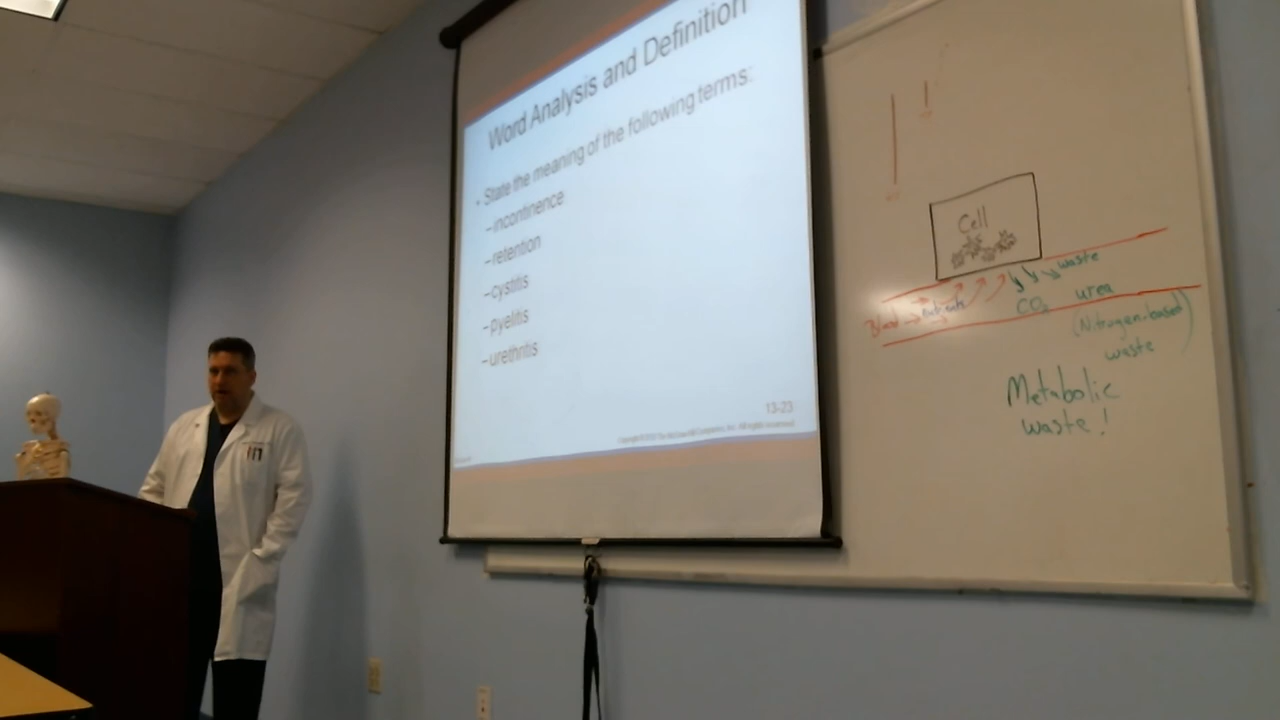 Word Analysis and Definition
• State the meaning of the following terms:
–incontinence
–retention
–cystitis
–pyelitis
–urethritis
13-23
Cell
waste
Blood
CO2 urea
(Nitrogen-based)
waste
Metabolic
waste!